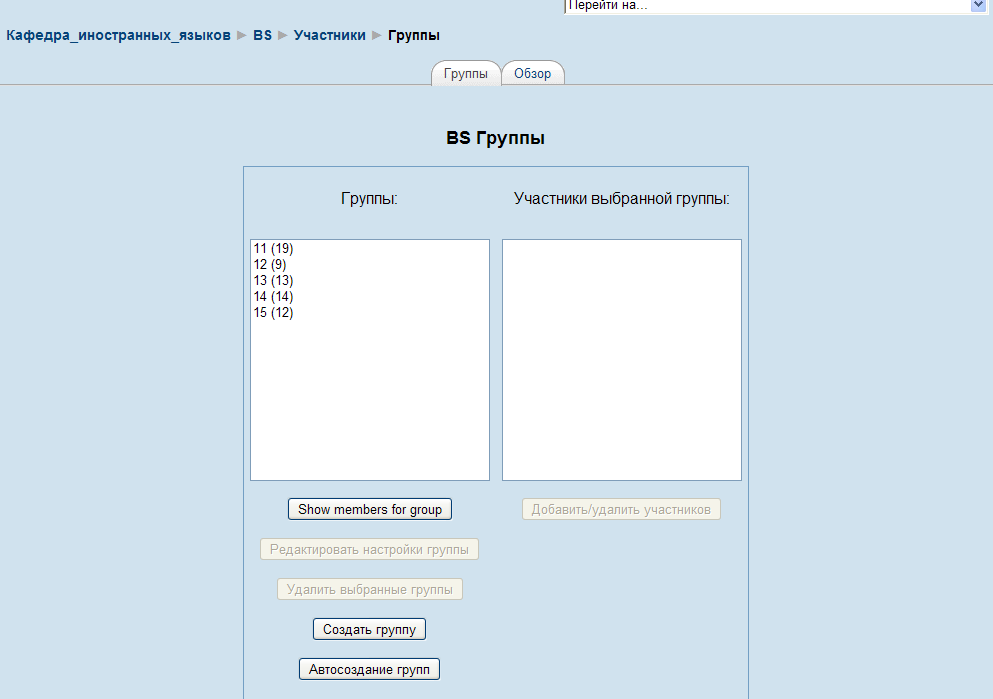 Перейти на...
Кафедра_иностранных_языков ► BS ► Участники ► Группы
Группы Обзор
BS Группы
Группы: Участники выбранной группы:
11 (19)
12 (9)
13 (13)
14 (14)
15 (12)
Show members for group Добавить/удалить участников
Редактировать настройки группы
Удалить выбранные группы
Создать группу
Автосоздание групп